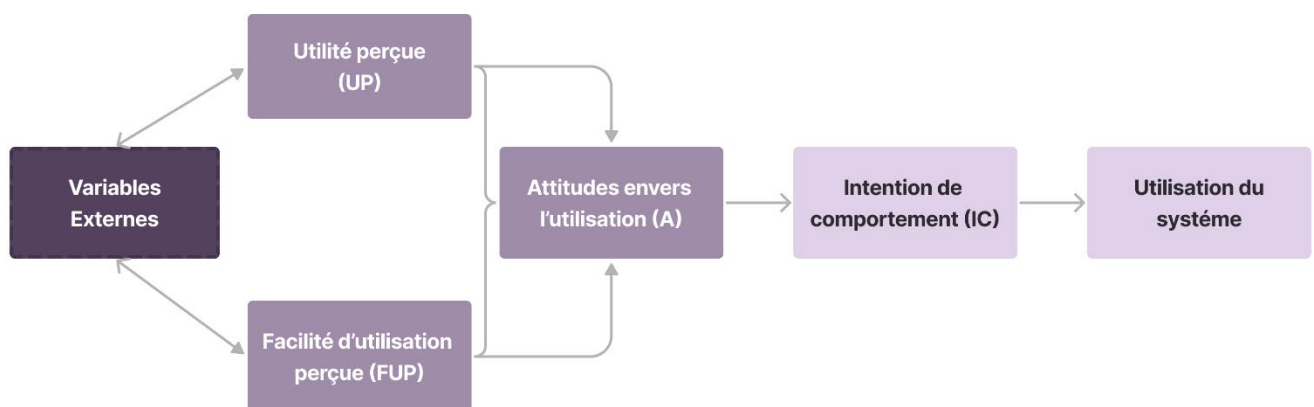 Utilité perçue
(UP)
Variables
Externes
Attitudes envers
l’utilisation (A)
Intention de
comportement (IC)
Utilisation du
systéme
Facilité d’utilisation
perçue (FUP)